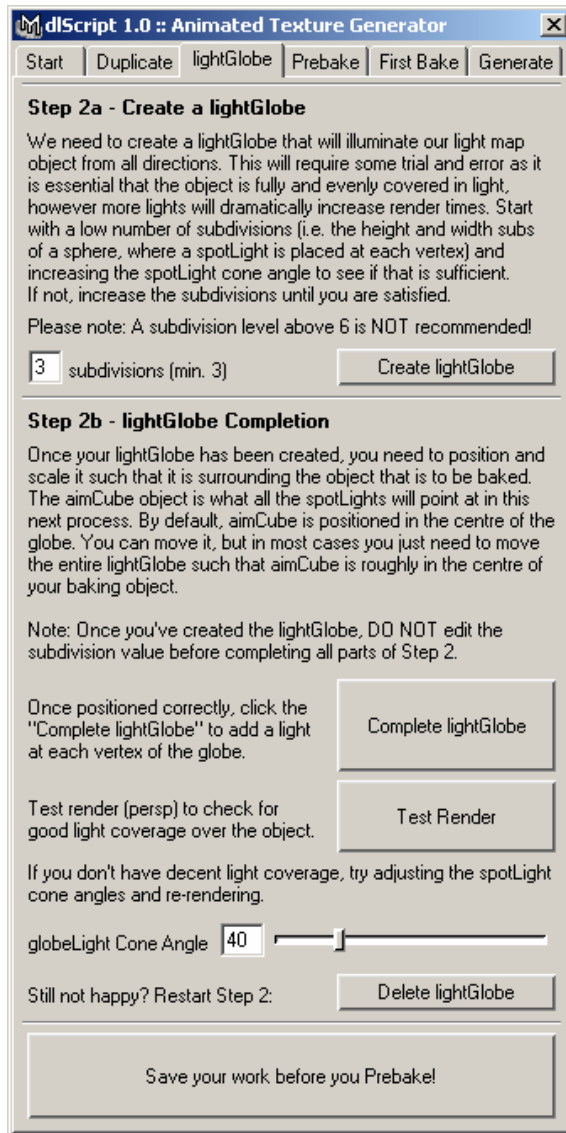 dlScript 1.0 :: Animated Texture Generator
Start Duplicate lightGlobe Prebake First Bake Generate
Step 2a - Create a lightGlobe
We need to create a lightGlobe that will illuminate our light map
object from all directions. This will require some trial and error as it
is essential that the object is fully and evenly covered in light,
however more lights will dramatically increase render times. Start
with a low number of subdivisions (i.e. the height and width subs
of a sphere, where a spotLight is placed at each vertex) and
increasing the spotLight cone angle to see if that is sufficient.
If not, increase the subdivisions until you are satisfied.
Please note: A subdivision level above 6 is NOT recommended!
3 subdivisions (min. 3) Create lightGlobe
Step 2b - lightGlobe Completion
Once your lightGlobe has been created, you need to position and
scale it such that it is surrounding the object that is to be baked.
The aimCube object is what all the spotLights will point at in this
next process. By default, aimCube is positioned in the centre of the
globe. You can move it, but in most cases you just need to move
the entire lightGlobe such that aimCube is roughly in the centre of
your baking object.
Note: Once you've created the lightGlobe, DO NOT edit the
subdivision value before completing all parts of Step 2.
Once positioned correctly, click the
"Complete lightGlobe" to add a light
at each vertex of the globe.
Complete lightGlobe
Test render (persp) to check for
good light coverage over the object.
Test Render
If you don't have decent light coverage, try adjusting the spotLight
cone angles and re-rendering.
globeLight Cone Angle 40
Still not happy? Restart Step 2: Delete lightGlobe
Save your work before you Prebake!